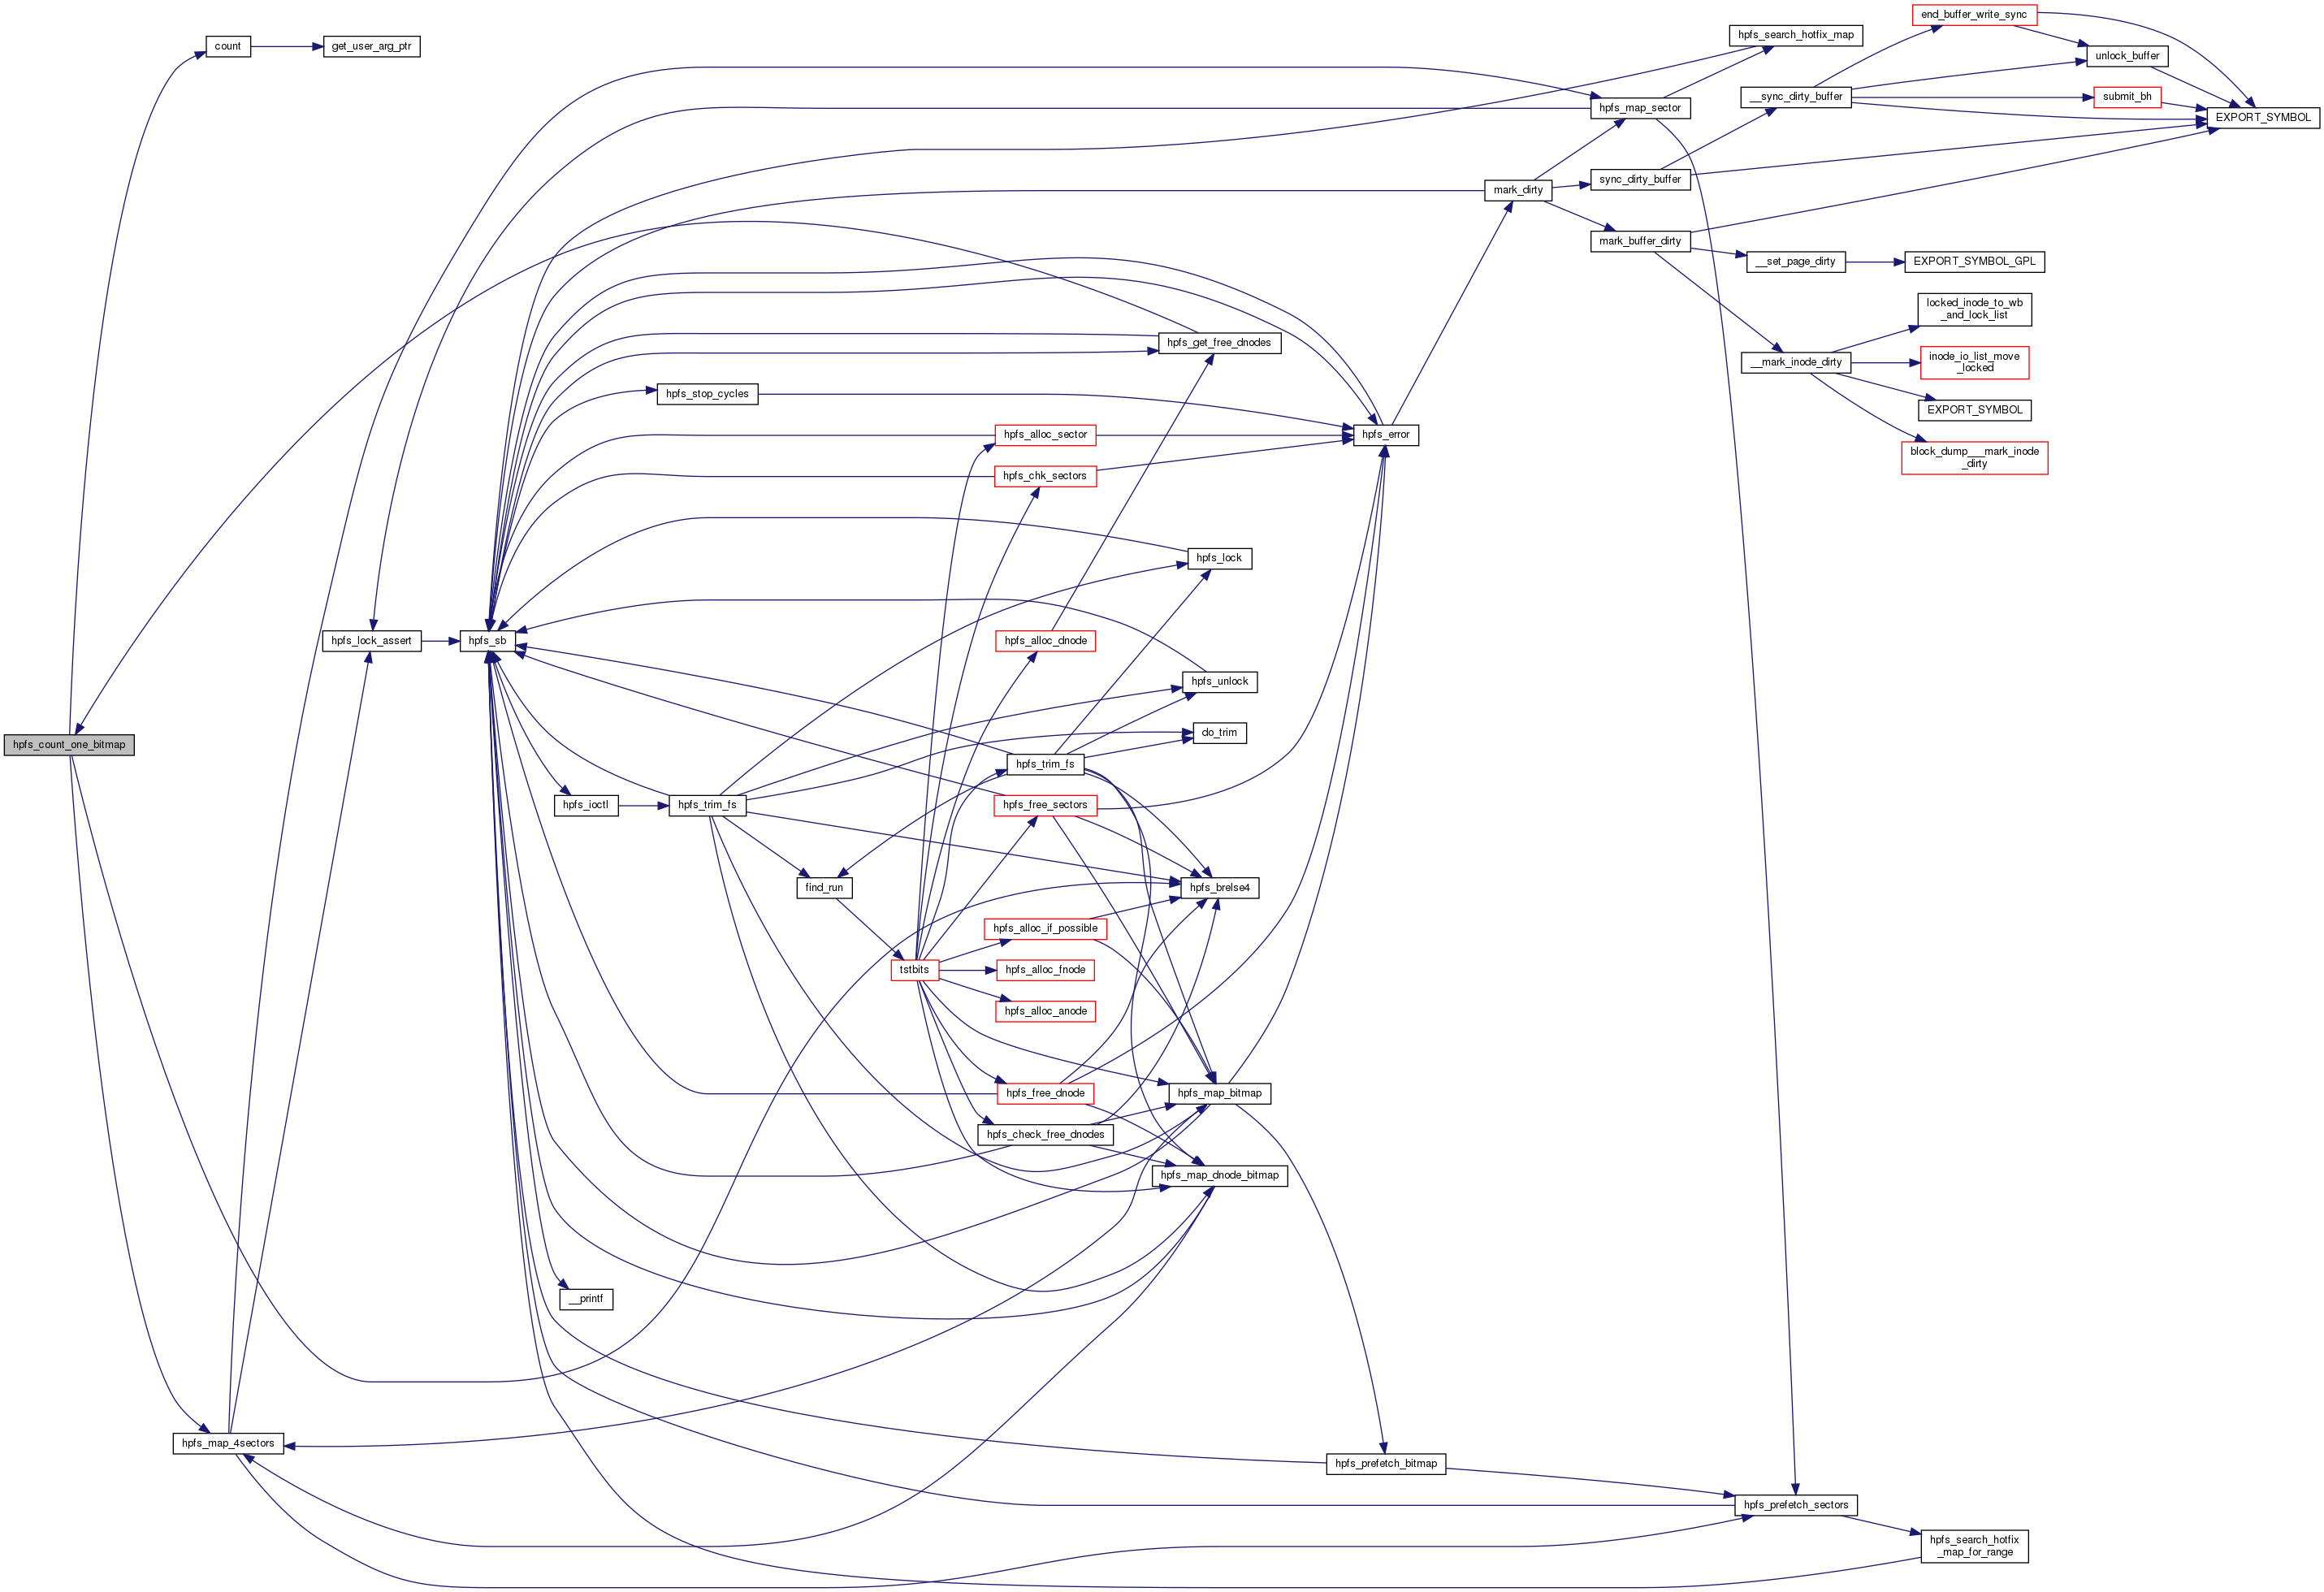 end_buffer_write_sync
hpfs_search_hotfix_map
count
get_user_arg_ptr
unlock_buffer
__sync_dirty_buffer
submit_bh
hpfs_map_sector
EXPORT_SYMBOL
sync_dirty_buffer
mark_dirty
mark_buffer_dirty
__set_page_dirty
EXPORT_SYMBOL_GPL
locked_inode_to_wb
_and_lock_list
hpfs_get_free_dnodes
__mark_inode_dirty
inode_io_list_move
_locked
hpfs_stop_cycles
EXPORT_SYMBOL
hpfs_alloc_sector
hpfs_error
block_dump___mark_inode
_dirty
hpfs_chk_sectors
hpfs_lock
hpfs_lock_assert
hpfs_sb
hpfs_alloc_dnode
hpfs_unlock
do_trim
hpfs_count_one_bitmap
hpfs_trim_fs
hpfs_ioctl
hpfs_trim_fs
hpfs_free_sectors
find_run
hpfs_brelse4
hpfs_alloc_if_possible
tstbits
hpfs_alloc_fnode
hpfs_alloc_anode
hpfs_free_dnode
hpfs_map_bitmap
hpfs_check_free_dnodes
hpfs_map_dnode_bitmap
__printf
hpfs_map_4sectors
hpfs_prefetch_bitmap
hpfs_prefetch_sectors
hpfs_search_hotfix
_map_for_range